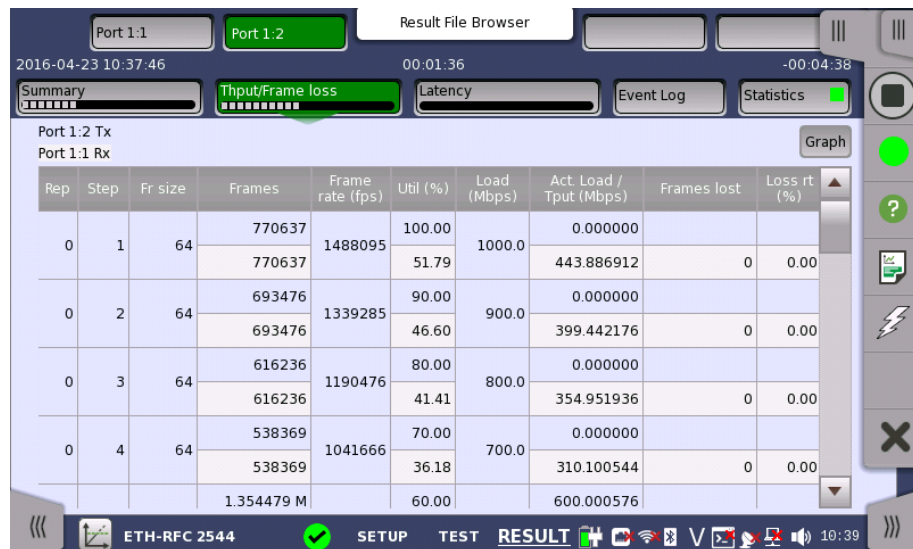 Result File Browser
Port 1:1
Port 1:2
2016-04-23 10:37:46
00:01:36
-00:04:38
Summary
Thput/Frame loss
Latency
Event Log
Statistics
Port 1:2 Tx
Port 1:1 Rx
Graph
Rep Step Fr size Frames Frame rate (fps) Util (%) Load (Mbps) Act. Load / Tput (Mbps) Frames lost Loss rt (%)
0 1 64 770637 1488095 100.00 1000.0 0.000000
770637 51.79 443.886912 0 0.00
0 2 64 693476 1339285 90.00 900.0 0.000000
693476 46.60 399.442176 0 0.00
0 3 64 616236 1190476 80.00 800.0 0.000000
616236 41.41 354.951936 0 0.00
0 4 64 538369 1041666 70.00 700.0 0.000000
538369 36.18 310.100544 0 0.00
1.354479 M 60.00 600.000576
ETH-RFC 2544
SETUP TEST RESULT
V
10:39